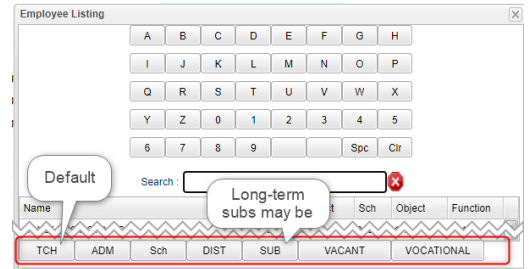 Employee Listing
A B C D E F G H
I J K L M N O P
Q R S T U V W X
Y Z 0 1 2 3 4 5
6 7 8 9 Spc Clr
Default
Search :
Long-term
subs may be
Name Sch Object Function
TCH ADM Sch DIST SUB VACANT VOCATIONAL